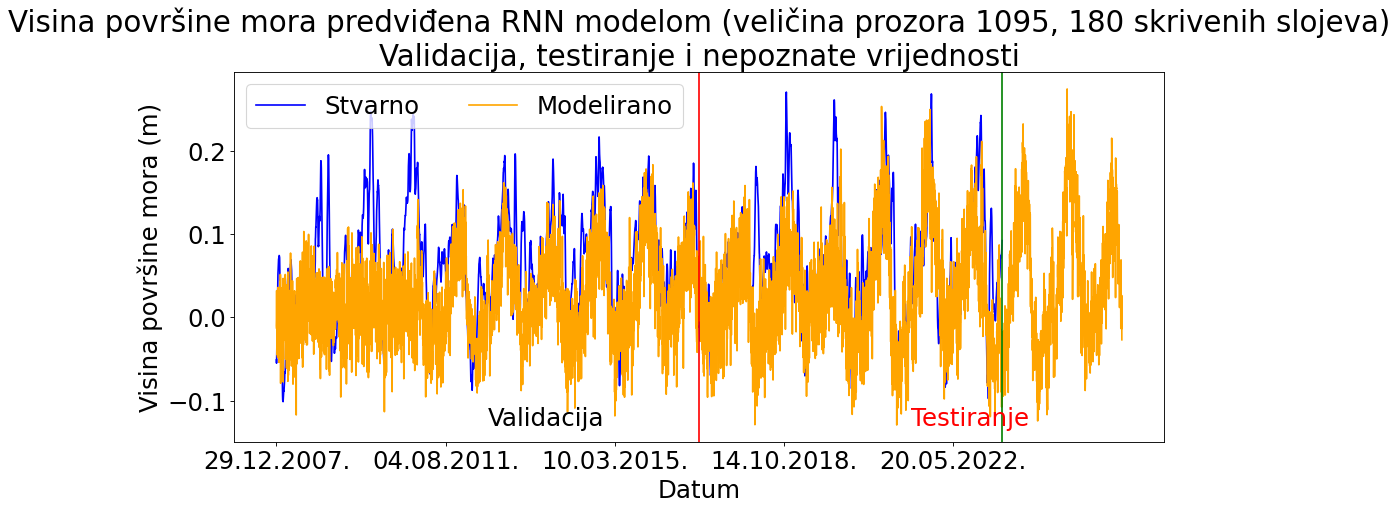 Visina površine mora predviđena RNN modelom (veličina prozora 1095, 180 skrivenih slojeva)
Validacija, testiranje i nepoznate vrijednosti
Stvarno
Modelirano
Visina površine mora (m)
0.2
0.1
0.0
−0.1
Validacija
Testiranje
29.12.2007.
04.08.2011.
10.03.2015.
14.10.2018.
20.05.2022.
Datum